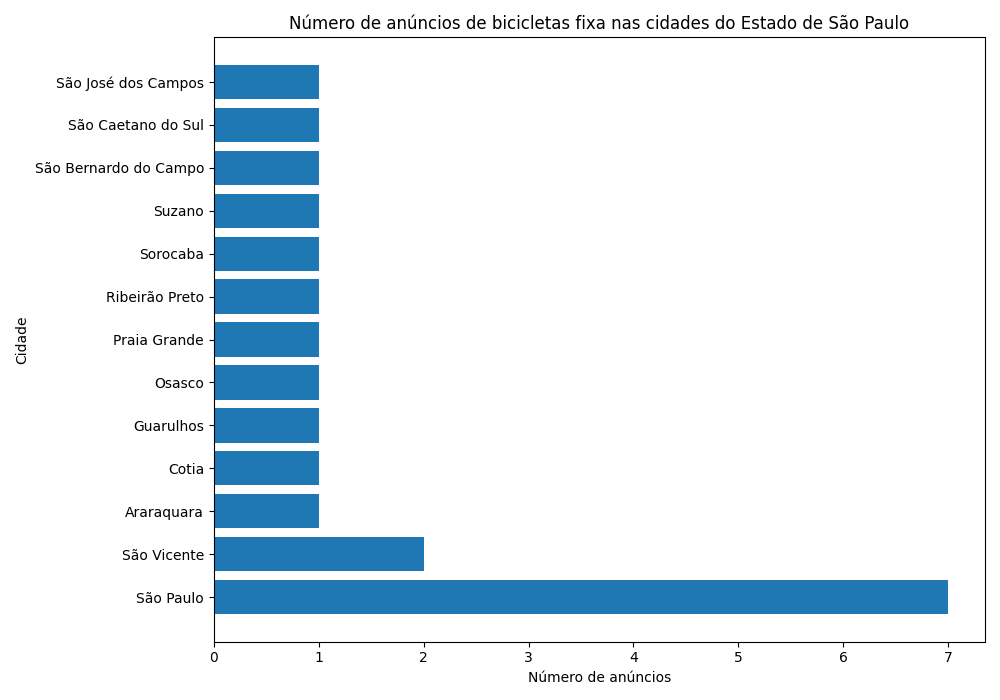 Número de anúncios de bicicletas fixa nas cidades do Estado de São Paulo
São José dos Campos
São Caetano do Sul
São Bernardo do Campo
Suzano
Sorocaba
Ribeirão Preto
Praia Grande
Osasco
Guarulhos
Cotia
Araraquara
São Vicente
São Paulo
Cidade
0 1 2 3 4 5 6 7
Número de anúncios